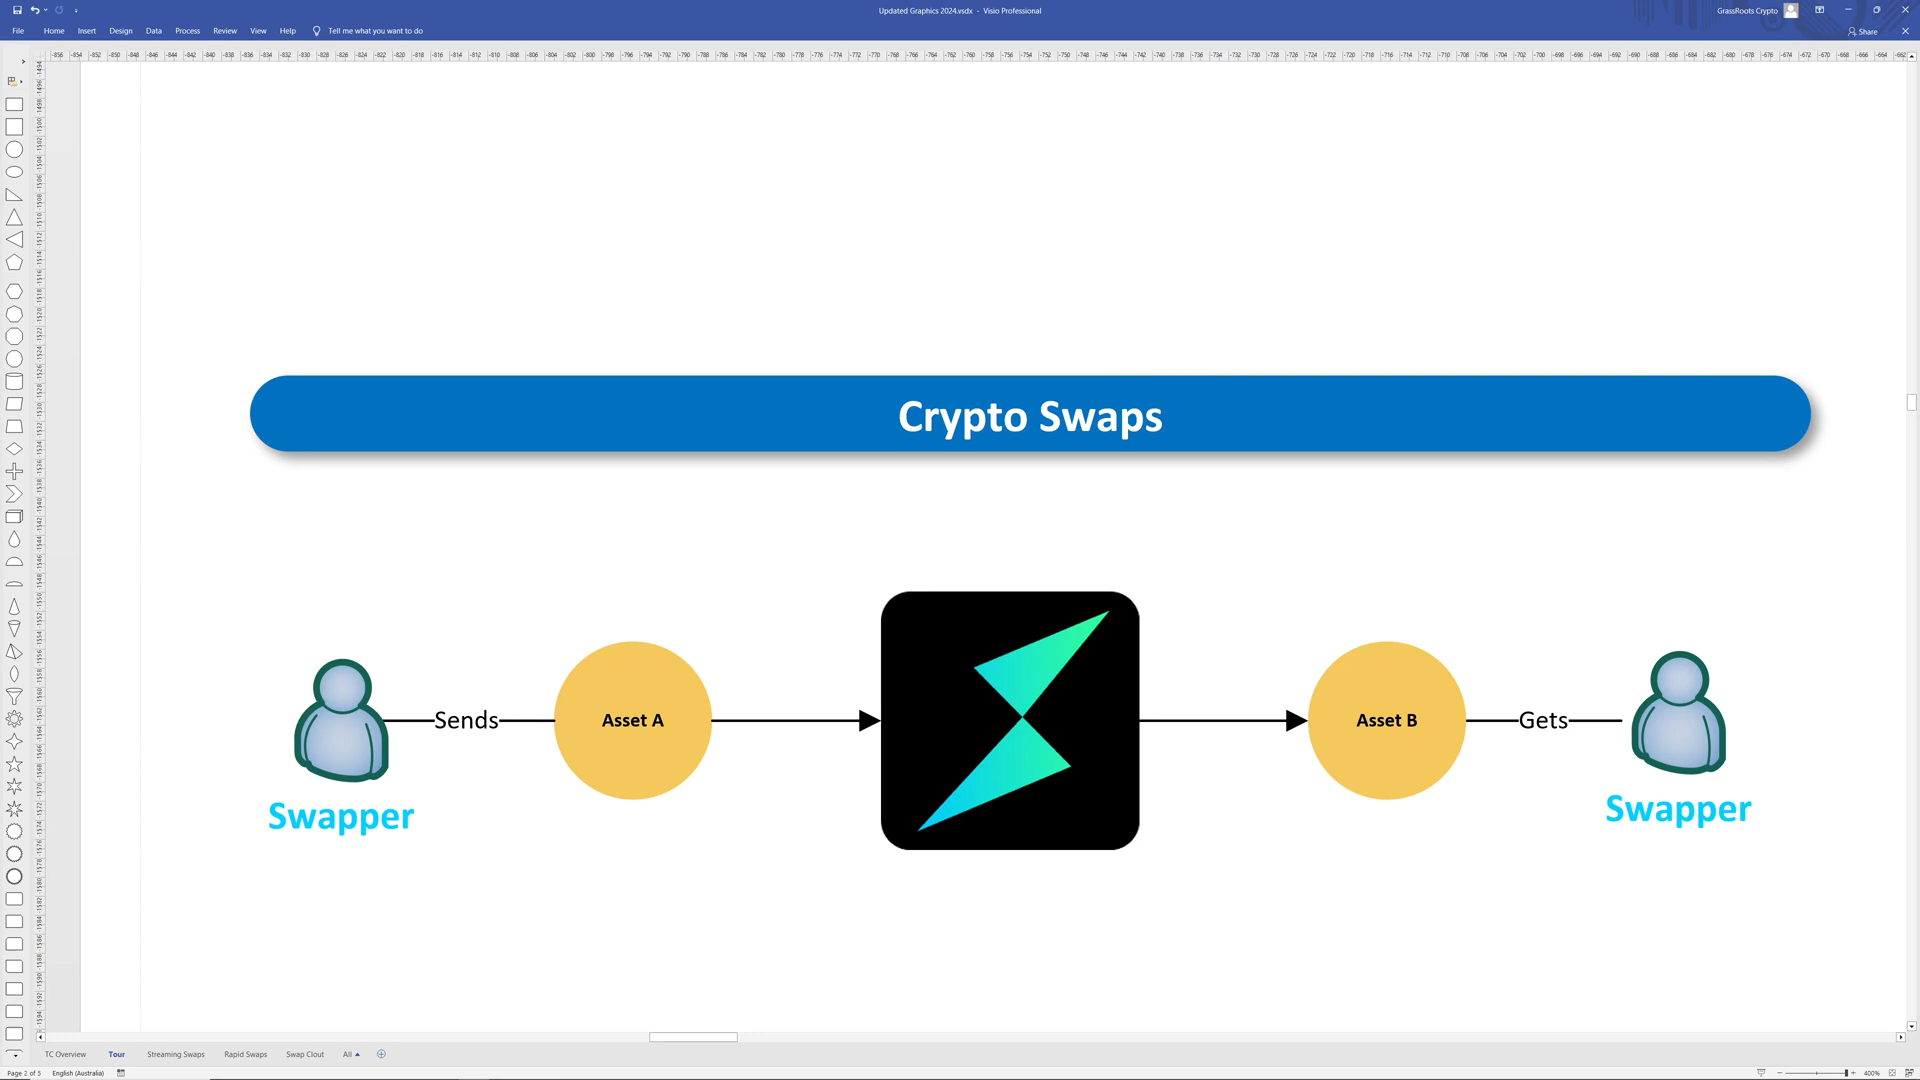 Updated Graphics 2024.vsdx - Visio Professional
GrassRoots Crypto
File Home Insert Design Data Process Review View Help Tell me what you want to do
Share
Crypto Swaps
Sends
Asset A
Asset B
Gets
Swapper
Swapper
TC Overview Tour Streaming Swaps Rapid Swaps Swap Clout All
Page 2 of 5 English (Australia)
400%